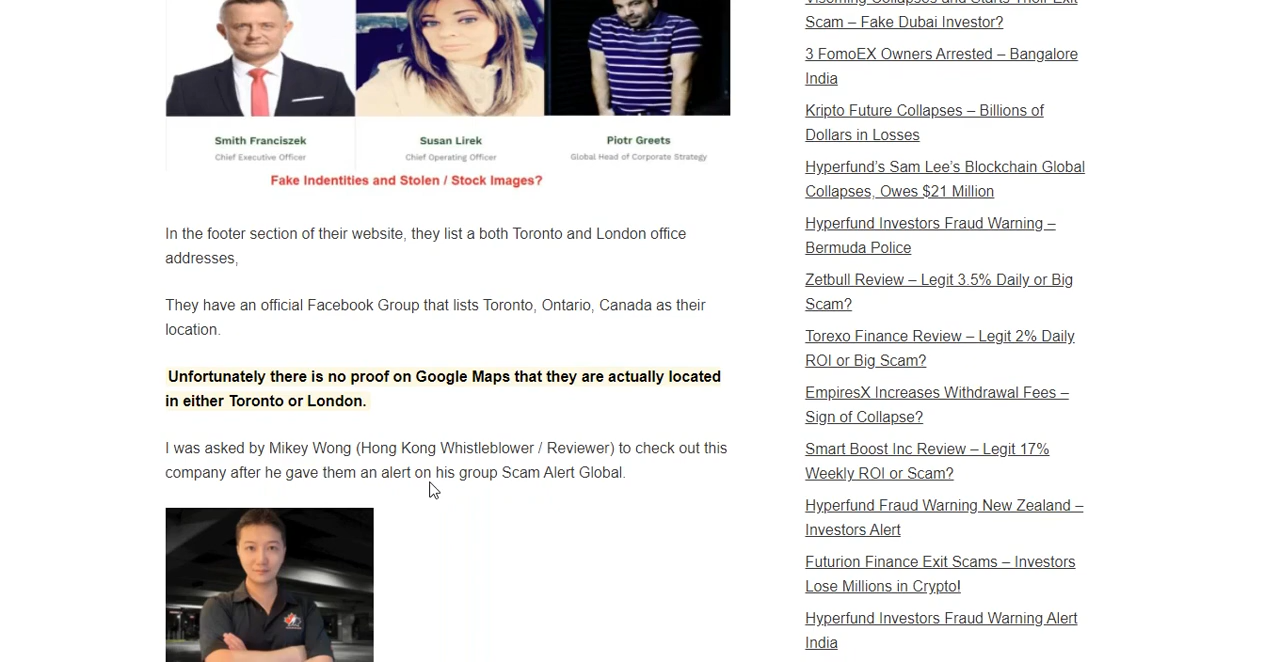 Smith Franciszek
Chief Executive Officer
Susan Lirek
Chief Operating Officer
Piotr Greets
Global Head of Corporate Strategy
Fake Indentities and Stolen / Stock Images?
In the footer section of their website, they list a both Toronto and London office
addresses,
They have an official Facebook Group that lists Toronto, Ontario, Canada as their
location.
Unfortunately there is no proof on Google Maps that they are actually located
in either Toronto or London.
I was asked by Mikey Wong (Hong Kong Whistleblower / Reviewer) to check out this
company after he gave them an alert on his group Scam Alert Global.
Scam – Fake Dubai Investor?
3 FomoEX Owners Arrested – Bangalore
India
Kripto Future Collapses – Billions of
Dollars in Losses
Hyperfund's Sam Lee's Blockchain Global
Collapses, Owes $21 Million
Hyperfund Investors Fraud Warning –
Bermuda Police
Zetbull Review – Legit 3.5% Daily or Big
Scam?
Torexo Finance Review – Legit 2% Daily
ROI or Big Scam?
EmpiresX Increases Withdrawal Fees –
Sign of Collapse?
Smart Boost Inc Review – Legit 17%
Weekly ROI or Scam?
Hyperfund Fraud Warning New Zealand –
Investors Alert
Futurion Finance Exit Scams – Investors
Lose Millions in Crypto!
Hyperfund Investors Fraud Warning Alert
India